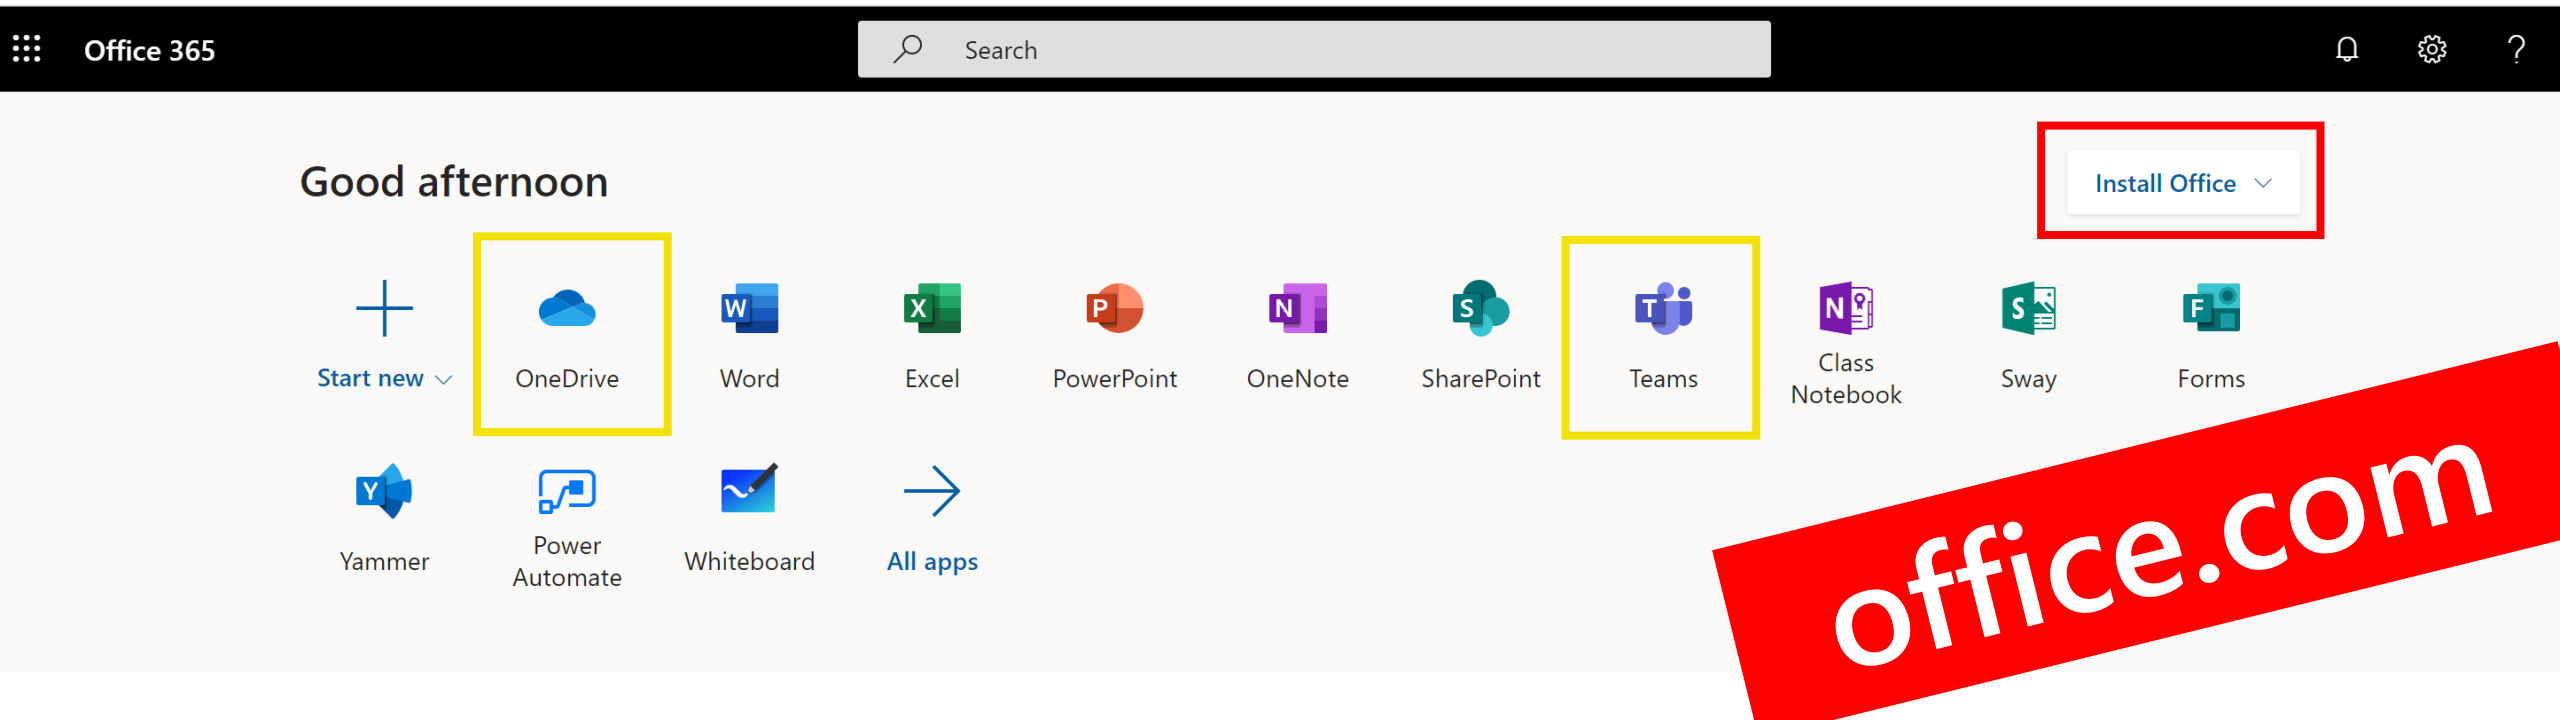 Office 365
Search
Good afternoon
Install Office
Start new
OneDrive
W
Word
X
Excel
P
PowerPoint
N
OneNote
S
SharePoint
T
Teams
N
Class
Notebook
S
Sway
F
Forms
Y
Yammer
Power
Automate
Whiteboard
All apps
office.com